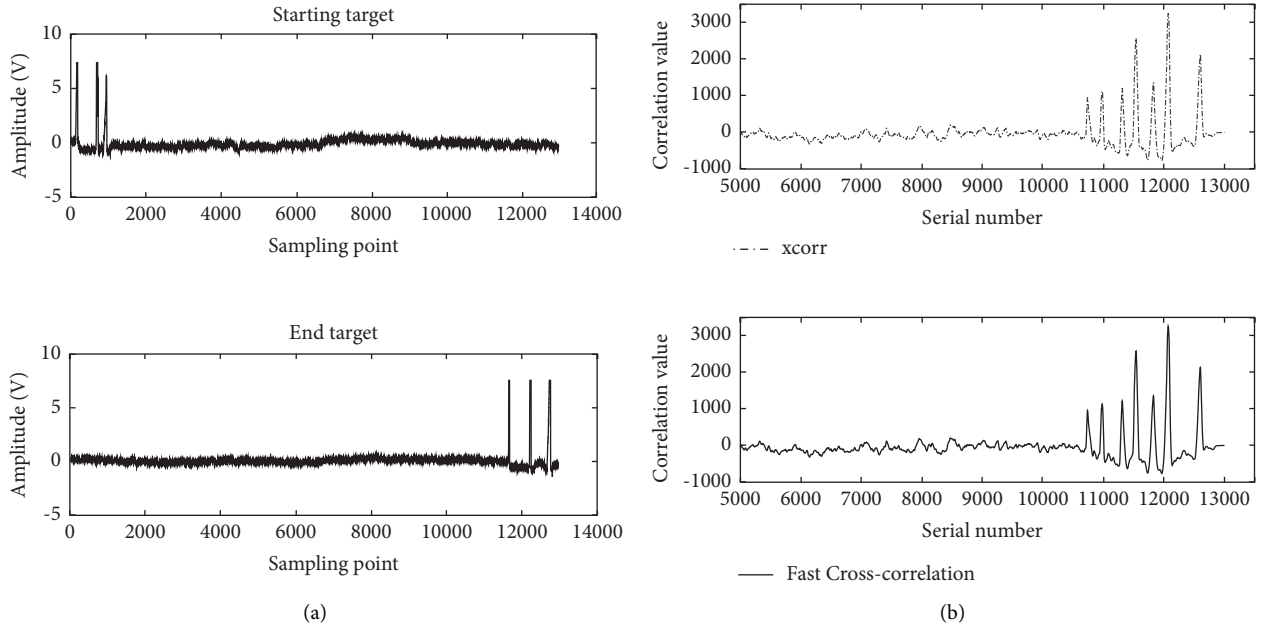 Starting target
10
5
0
-5
Amplitude (V)
0 2000 4000 6000 8000 10000 12000 14000
Sampling point
End target
10
5
0
-5
Amplitude (V)
0 2000 4000 6000 8000 10000 12000 14000
Sampling point
(a)
3000
2000
1000
0
-1000
Correlation value
5000 6000 7000 8000 9000 10000 11000 12000 13000
Serial number
xcorr
3000
2000
1000
0
-1000
Correlation value
5000 6000 7000 8000 9000 10000 11000 12000 13000
Serial number
Fast Cross-correlation
(b)